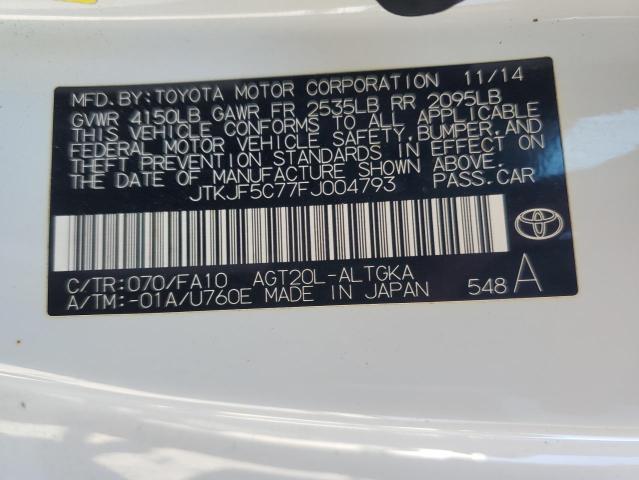 MFD.BY:TOYOTA MOTOR CORPORATION 11/14
GVWR 4150LB GAWR FR 2535LB RR 2095LB
THIS VEHICLE CONFORMS TO ALL APPLICABLE
FEDERAL MOTOR VEHICLE SAFETY,BUMPER,AND
THEFT PREVENTION STANDARDS IN EFFECT ON
THE DATE OF MANUFACTURE SHOWN ABOVE.
JTKJF5C77FJ004793 PASS.CAR
C/TR:070/FA10 AGT20L-ALTGKA
A/TM:-01A/U760E MADE IN JAPAN 548 A